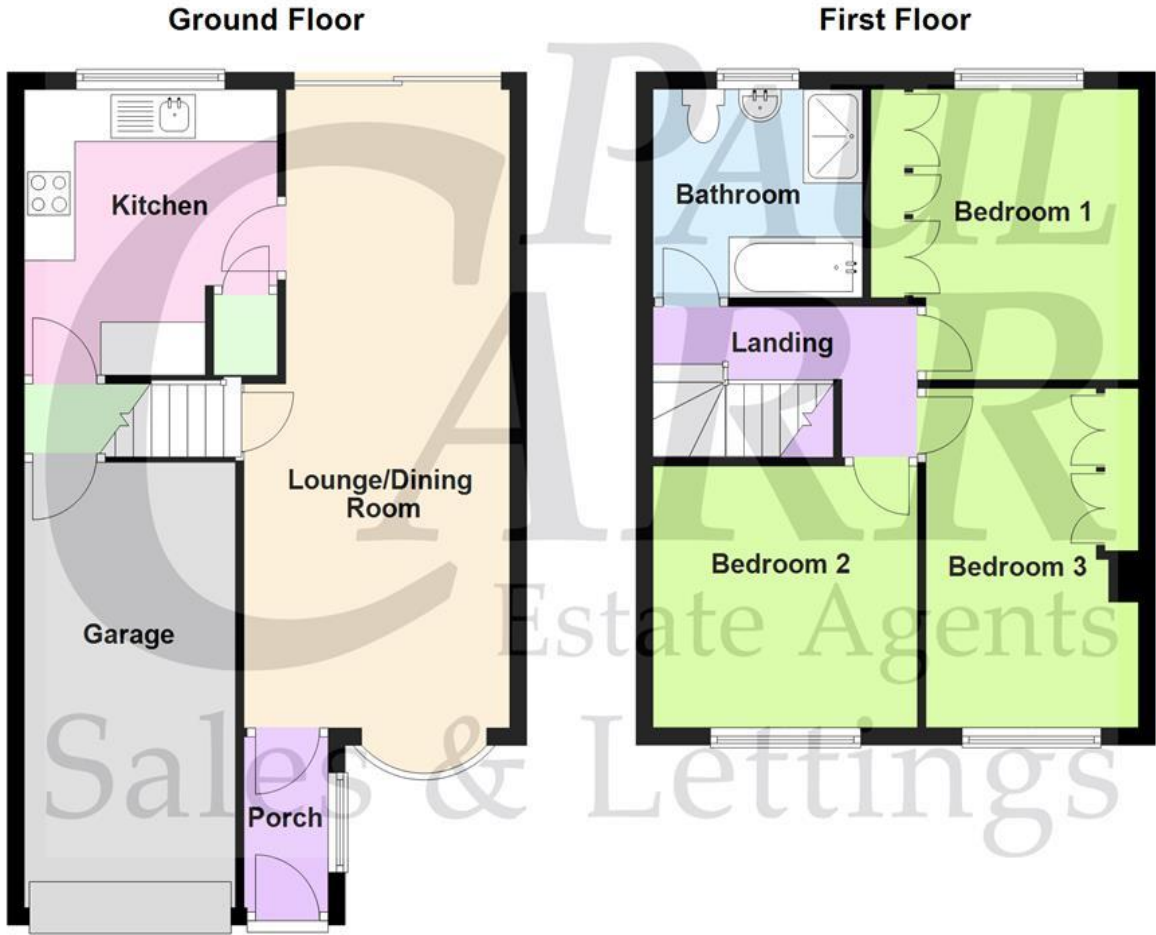 Ground Floor
First Floor
Kitchen
Bathroom
Bedroom 1
Landing
Lounge/Dining
Room
Bedroom 2
Bedroom 3
Garage
Porch
PAUL
CARR
Estate Agents
Sales & Lettings